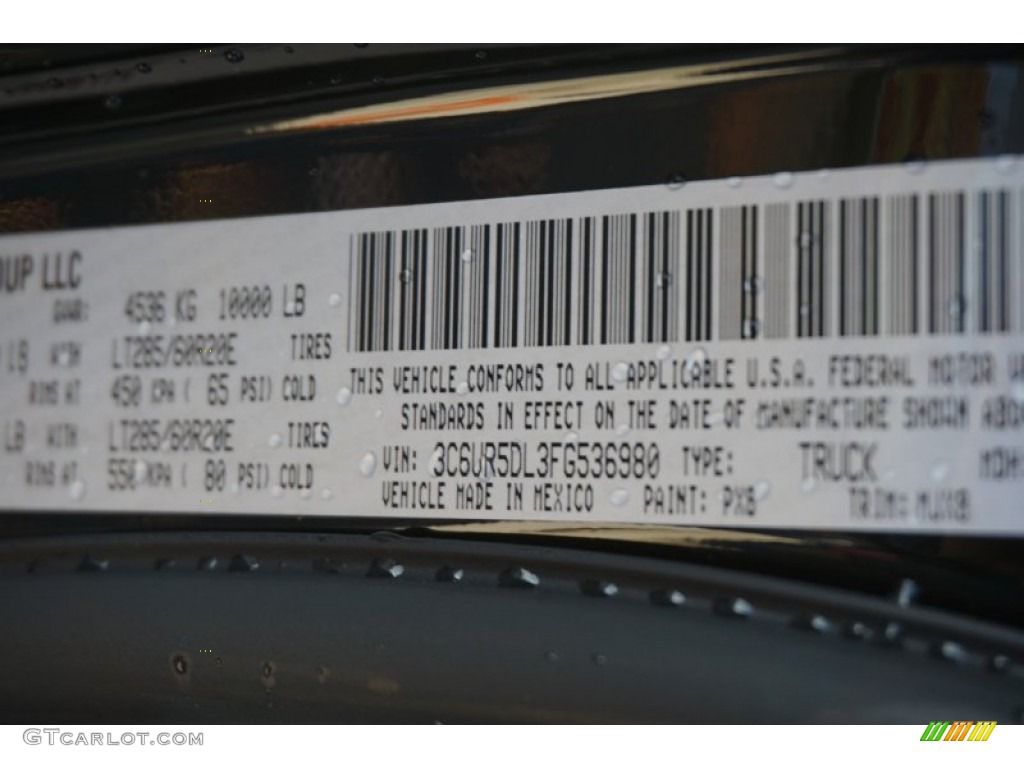 OUP LLC
GVWR: 4536 KG 10000 LB
LB WITH LT285/60R20E TIRES
RIMS AT 450 KPA ( 65 PSI) COLD
LB WITH LT285/60R20E TIRES
RIMS AT 550 KPA ( 80 PSI) COLD
THIS VEHICLE CONFORMS TO ALL APPLICABLE U.S.A. FEDERAL MOTOR
STANDARDS IN EFFECT ON THE DATE OF MANUFACTURE SHOWN ABO
VIN: 3C6UR5DL3FG536980 TYPE: TRUCK MDH
VEHICLE MADE IN MEXICO PAINT: PX8 TRIM:
GTCARLOT.COM